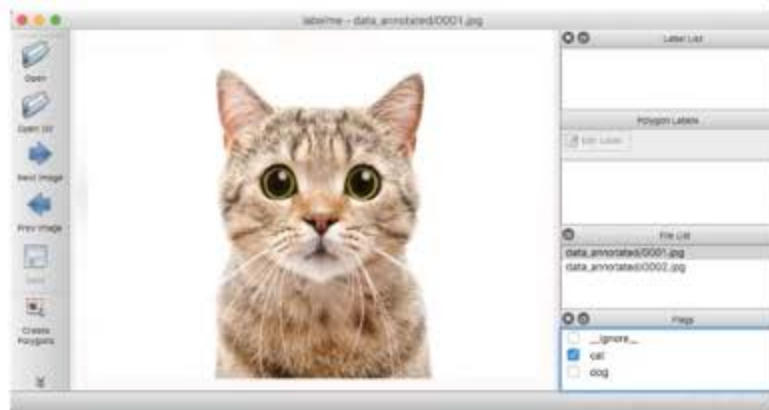 labelme - data_annotated/0001.jpg
Open
Open Dir
Next Image
Prev Image
Save
Create
Polygons
Label List
Polygon Labels
Edit Label
File List
data_annotated/0001.jpg
data_annotated/0002.jpg
Flags
__ignore__
cat
dog